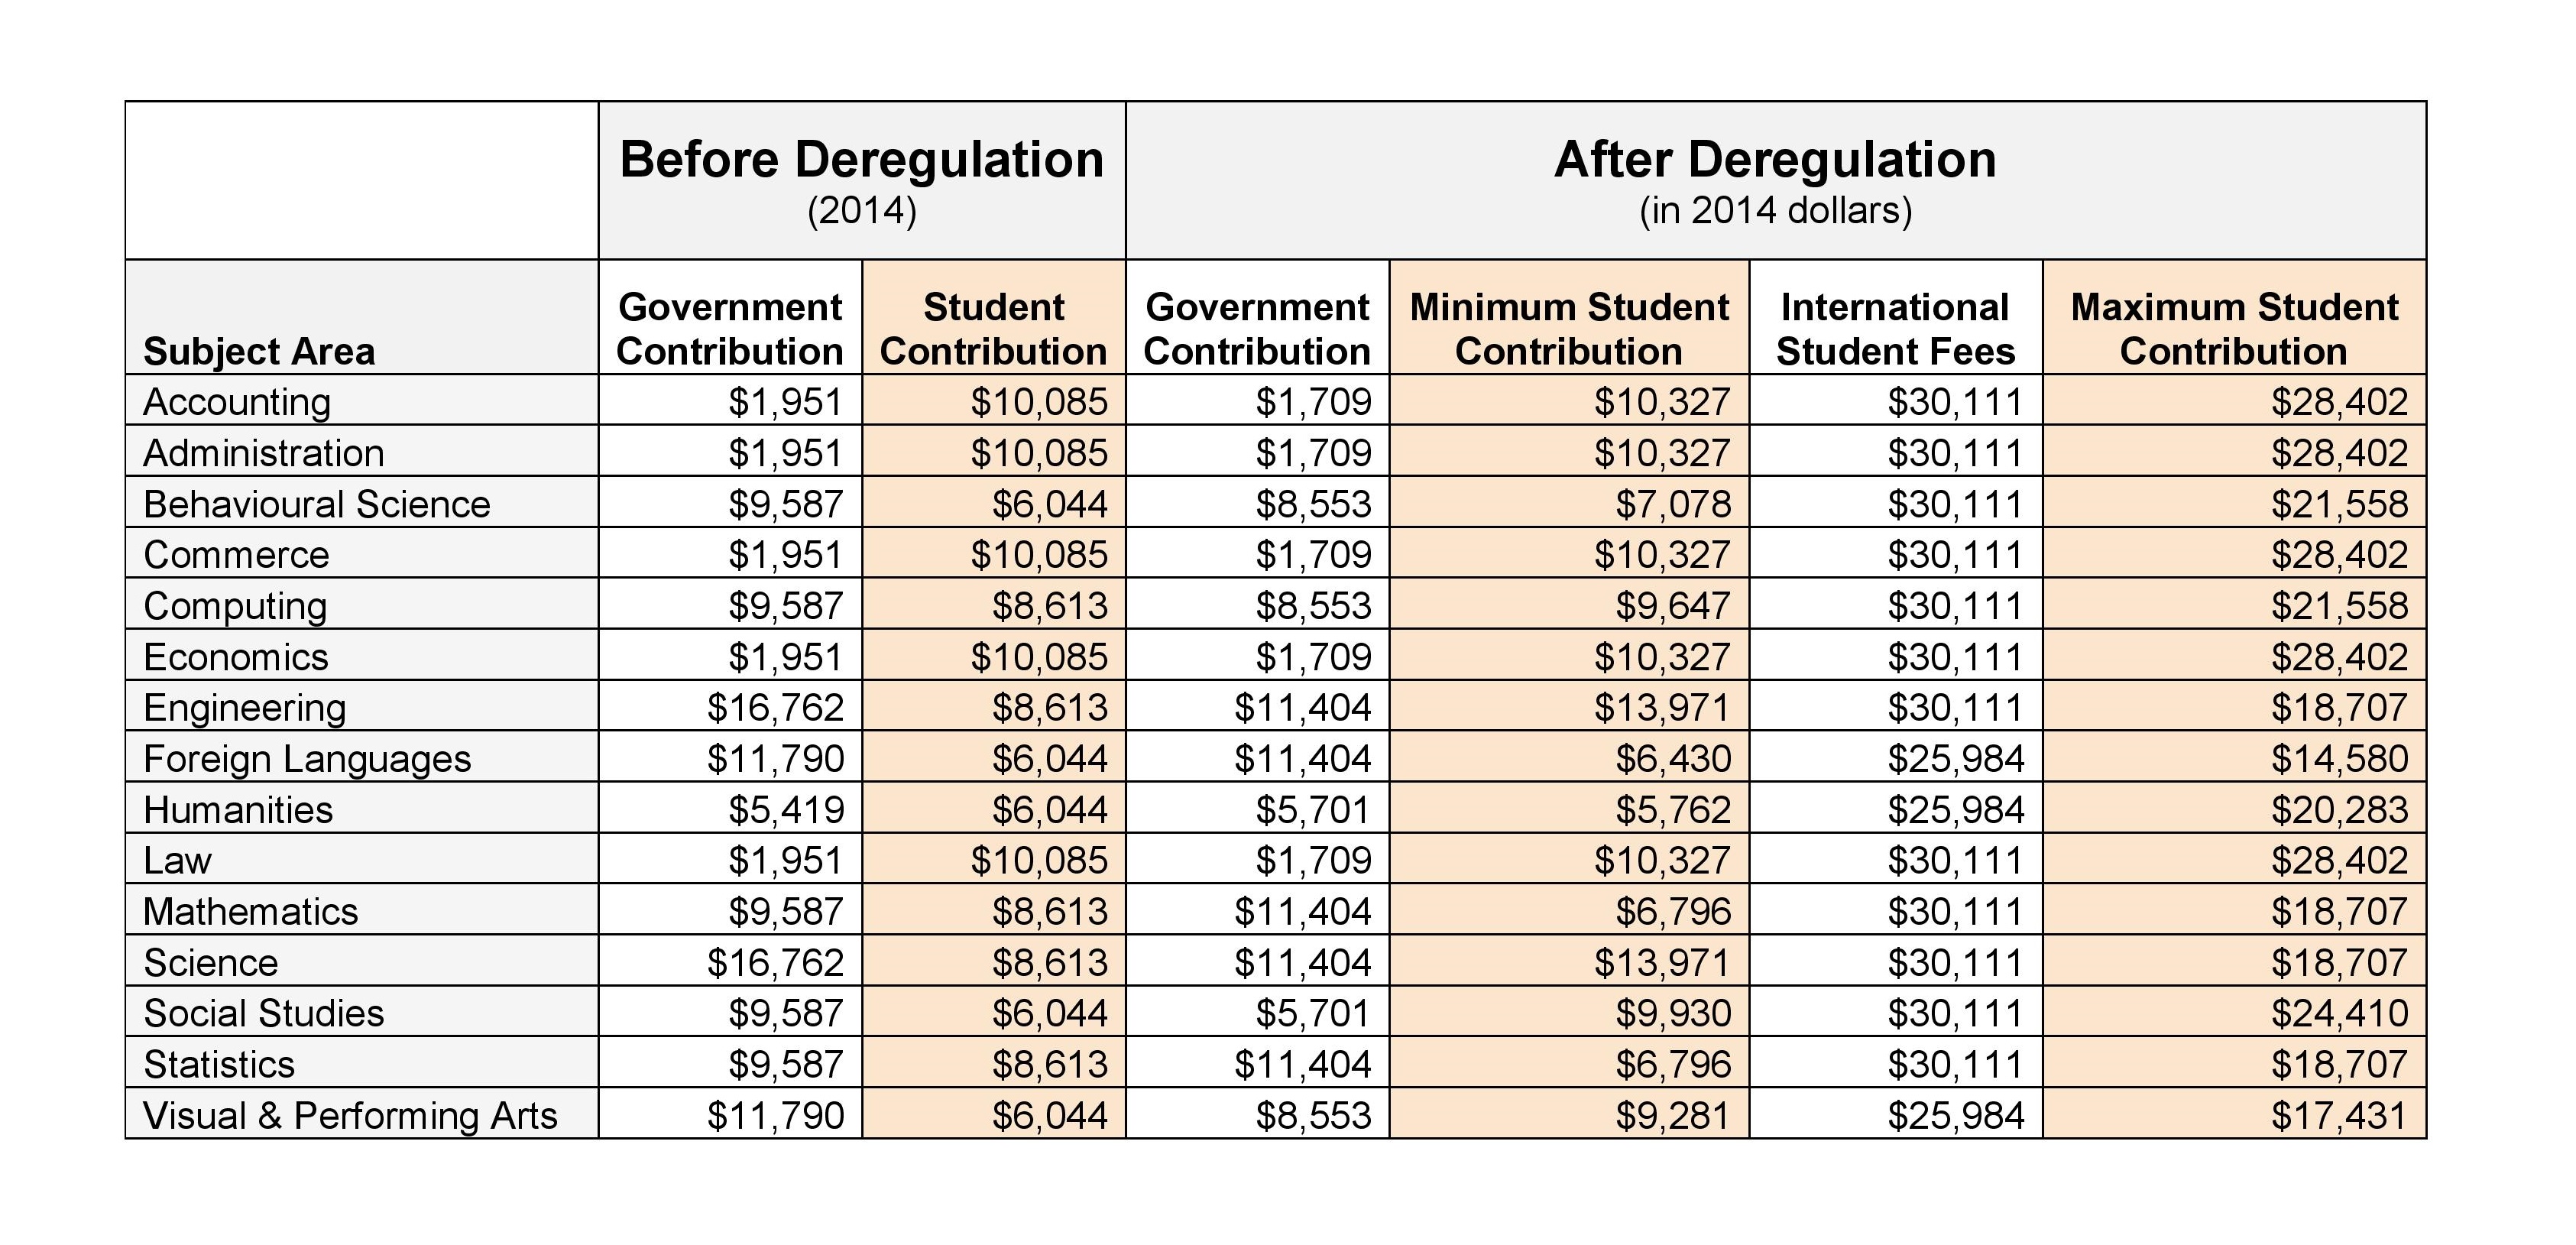 Before Deregulation
(2014)
After Deregulation
(in 2014 dollars)
Subject Area
Government
Contribution
Student
Contribution
Government
Contribution
Minimum Student
Contribution
International
Student Fees
Maximum Student
Contribution
Accounting $1,951 $10,085 $1,709 $10,327 $30,111 $28,402
Administration $1,951 $10,085 $1,709 $10,327 $30,111 $28,402
Behavioural Science $9,587 $6,044 $8,553 $7,078 $30,111 $21,558
Commerce $1,951 $10,085 $1,709 $10,327 $30,111 $28,402
Computing $9,587 $8,613 $8,553 $9,647 $30,111 $21,558
Economics $1,951 $10,085 $1,709 $10,327 $30,111 $28,402
Engineering $16,762 $8,613 $11,404 $13,971 $30,111 $18,707
Foreign Languages $11,790 $6,044 $11,404 $6,430 $25,984 $14,580
Humanities $5,419 $6,044 $5,701 $5,762 $25,984 $20,283
Law $1,951 $10,085 $1,709 $10,327 $30,111 $28,402
Mathematics $9,587 $8,613 $11,404 $6,796 $30,111 $18,707
Science $16,762 $8,613 $11,404 $13,971 $30,111 $18,707
Social Studies $9,587 $6,044 $5,701 $9,930 $30,111 $24,410
Statistics $9,587 $8,613 $11,404 $6,796 $30,111 $18,707
Visual & Performing Arts $11,790 $6,044 $8,553 $9,281 $25,984 $17,431